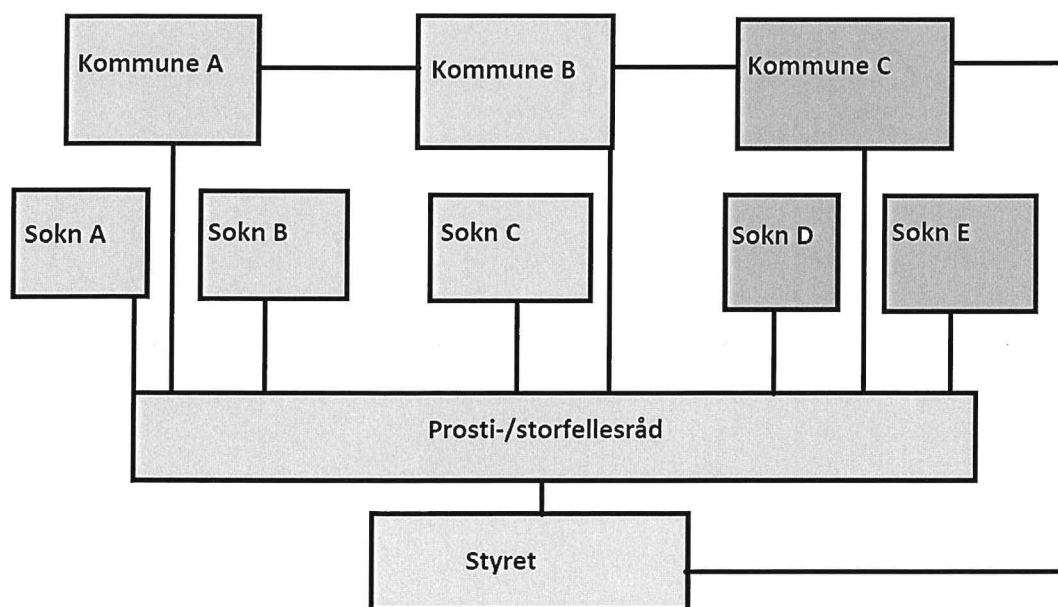 Kommune A
Kommune B
Kommune C
Sokn A
Sokn B
Sokn C
Sokn D
Sokn E
Prosti-/storfellesråd
Styret